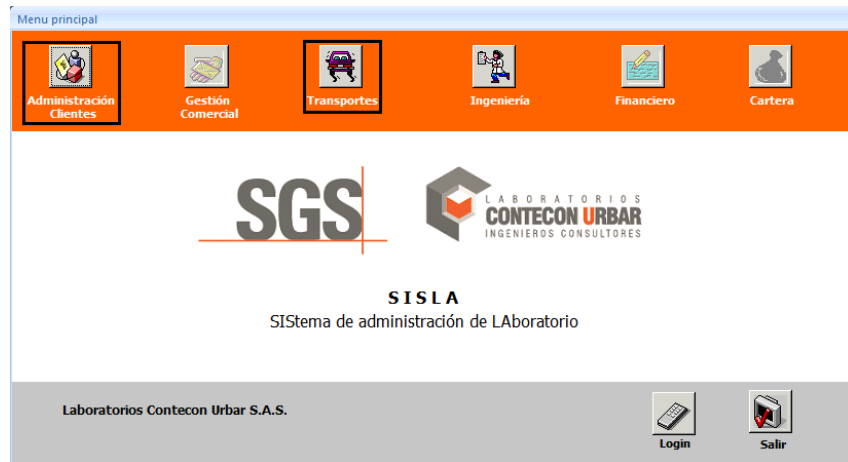 Menu principal
Administración
Clientes
Gestión
Comercial
Transportes
Ingeniería
Financiero
Cartera
SGS
LABORATORIOS
CONTECON URBAR
INGENIEROS CONSULTORES
SISLA
SIStema de administración de LAboratorio
Laboratorios Contecon Urbar S.A.S.
Login
Salir